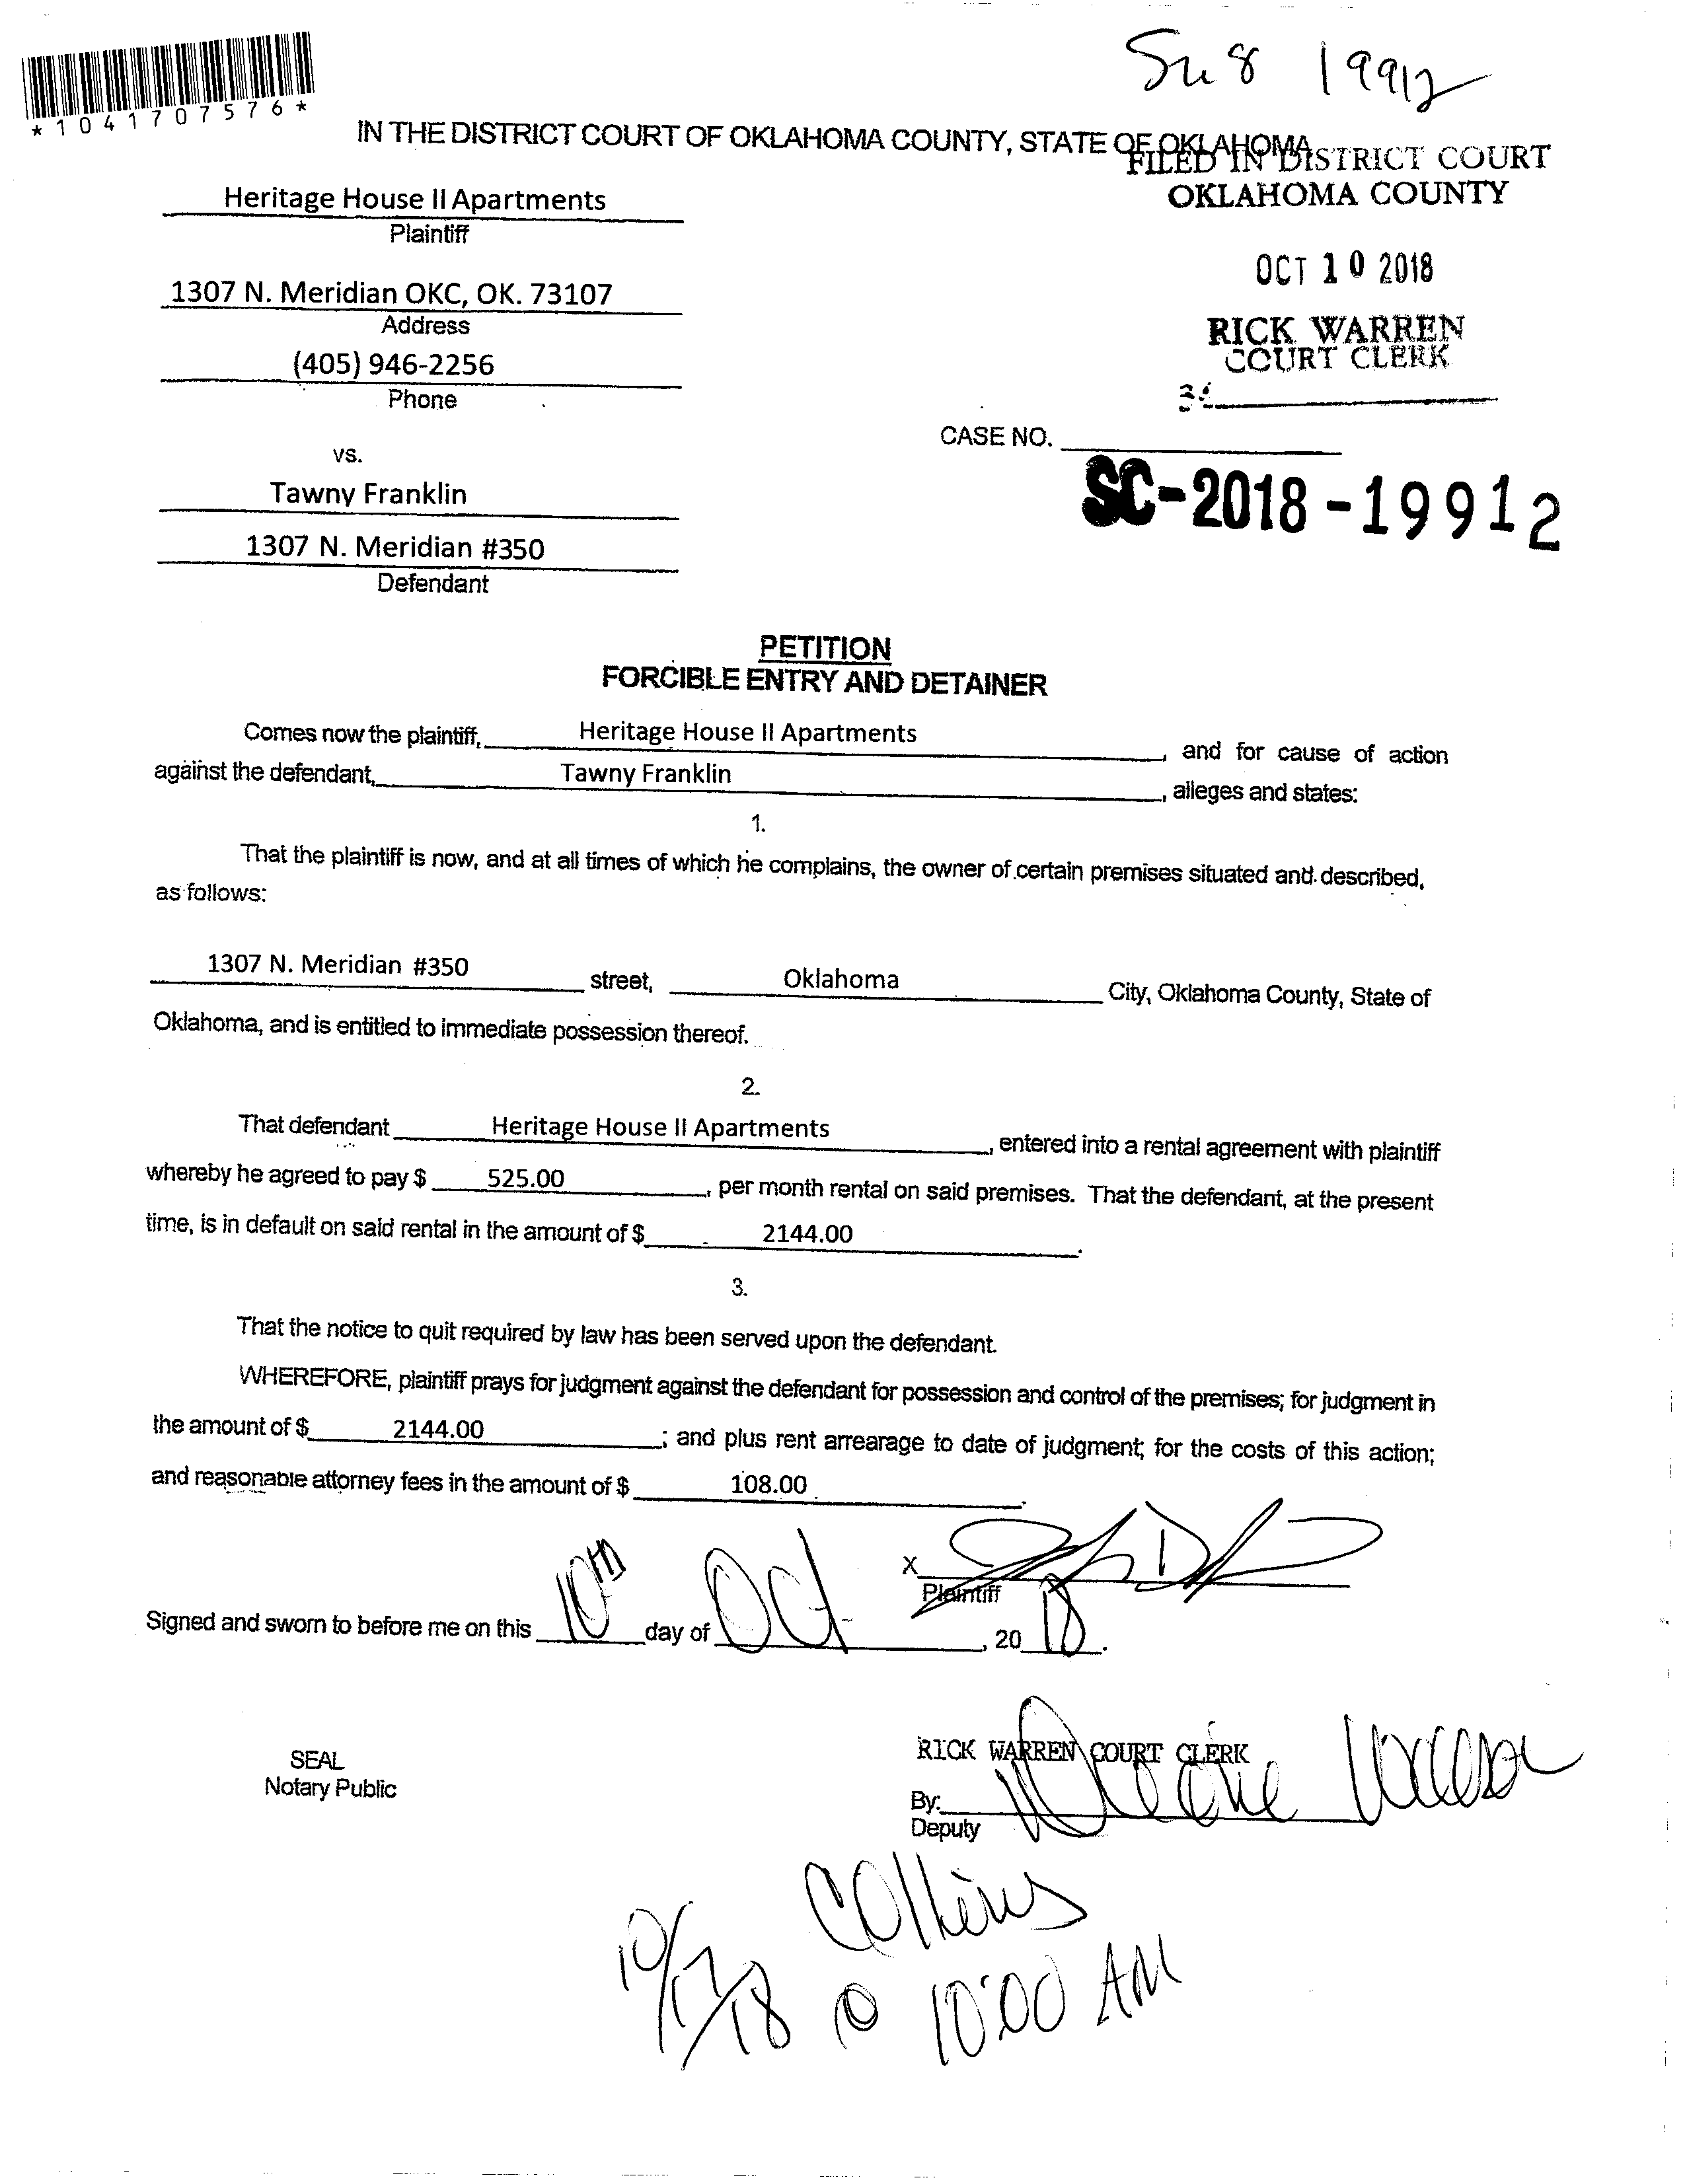 Su 8 19912
*1041707576*
IN THE DISTRICT COURT OF OKLAHOMA COUNTY, STATE OF OKLAHOMA
FILED IN DISTRICT COURT
OKLAHOMA COUNTY
Heritage House II Apartments
Plaintiff
OCT 10 2018
1307 N. Meridian OKC, OK. 73107
Address
RICK WARREN
COURT CLERK
(405) 946-2256
Phone
CASE NO.
vs.
SC-2018-19912
Tawny Franklin
1307 N. Meridian #350
Defendant
PETITION
FORCIBLE ENTRY AND DETAINER
Comes now the plaintiff, Heritage House II Apartments, and for cause of action
against the defendant, Tawny Franklin, alleges and states:
1.
That the plaintiff is now, and at all times of which he complains, the owner of certain premises situated and described,
as follows:
1307 N. Meridian #350 street, Oklahoma City, Oklahoma County, State of
Oklahoma, and is entitled to immediate possession thereof.
2.
That defendant Heritage House II Apartments, entered into a rental agreement with plaintiff
whereby he agreed to pay $ 525.00, per month rental on said premises. That the defendant, at the present
time, is in default on said rental in the amount of $ 2144.00.
3.
That the notice to quit required by law has been served upon the defendant.
WHEREFORE, plaintiff prays for judgment against the defendant for possession and control of the premises; for judgment in
the amount of $ 2144.00; and plus rent arrearage to date of judgment; for the costs of this action;
and reasonable attorney fees in the amount of $ 108.00.
X
Plaintiff
Signed and sworn to before me on this 10th day of Oct, 2018.
SEAL
Notary Public
RICK WARREN COURT CLERK
By:
Deputy
Collins
10/17/18 @ 10:00 AM